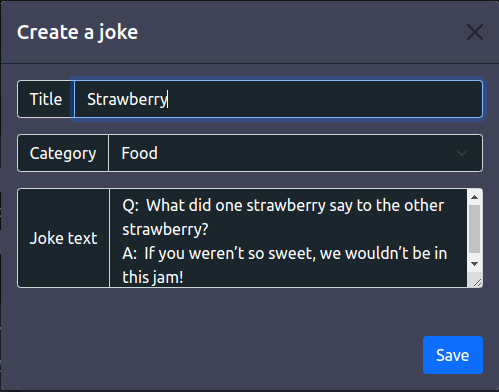 Create a joke
Title
Strawberry
Category
Food
Joke text
Q:  What did one strawberry say to the other
strawberry?
A:  If you weren’t so sweet, we wouldn’t be in
this jam!
Save